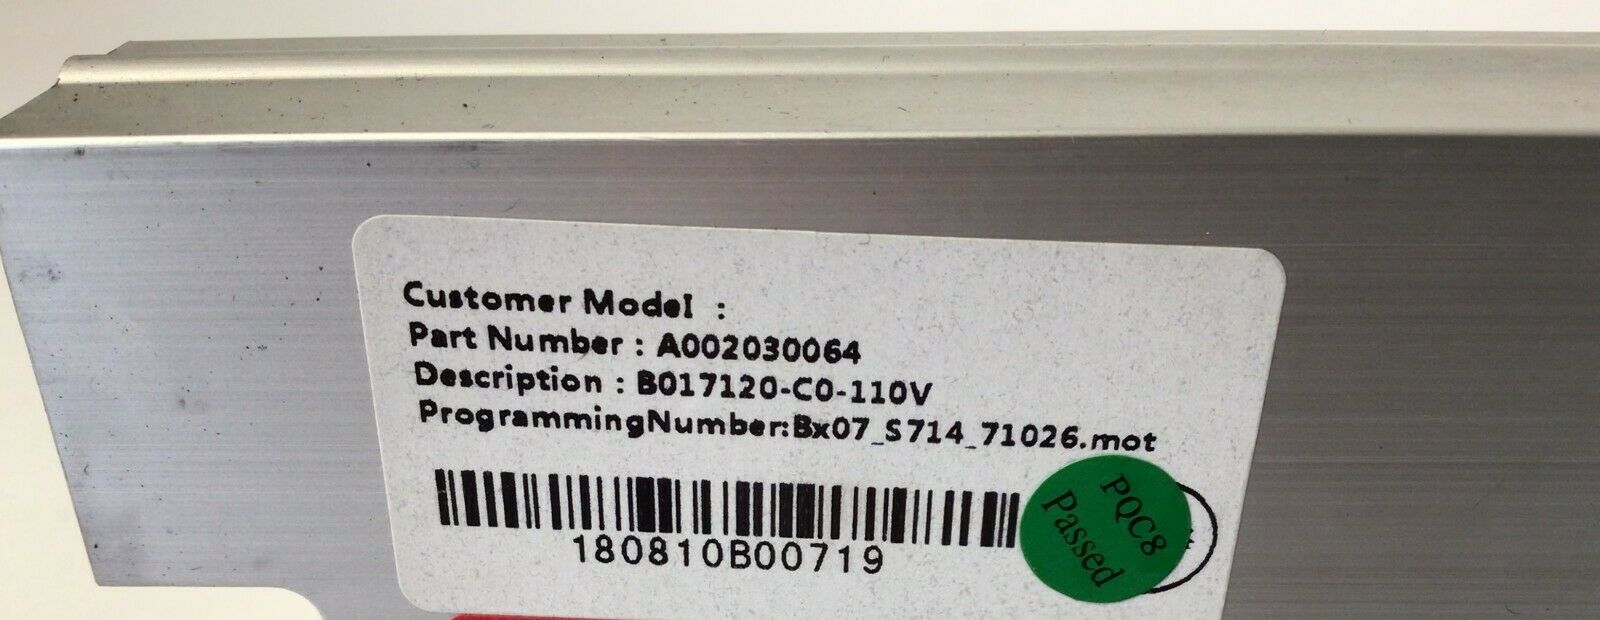 Customer Model :
Part Number : A002030064
Description : B017120-C0-110V
ProgrammingNumber:Bx07_S714_71026.mot
180810B00719
PQC8
Passed